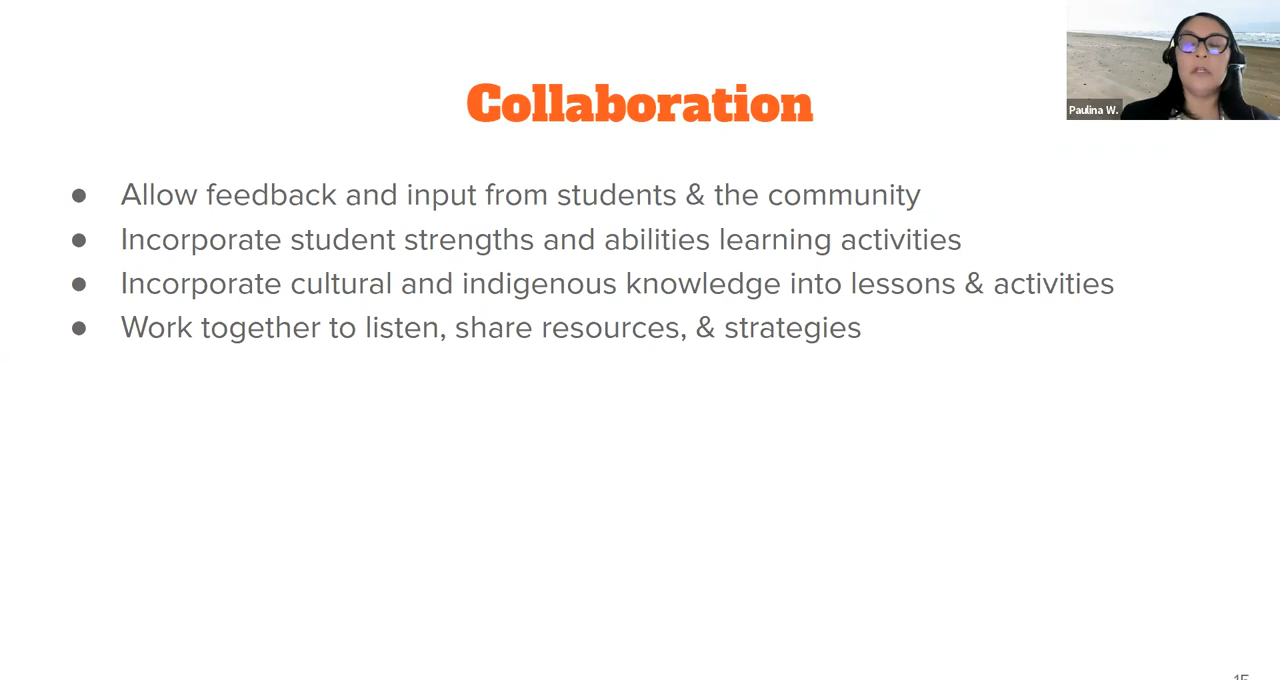 Collaboration
Paulina W.
● Allow feedback and input from students & the community
● Incorporate student strengths and abilities learning activities
● Incorporate cultural and indigenous knowledge into lessons & activities
● Work together to listen, share resources, & strategies
15